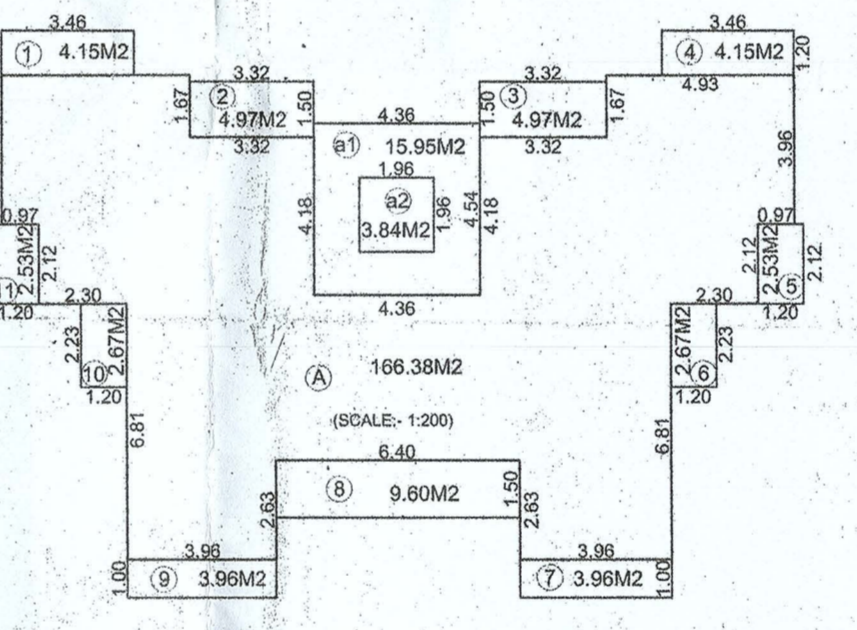 3.46
① 4.15M2
3.46
④ 4.15M2
1.20
4.93
3.32
② 4.97M2
1.67
1.50
3.32
3.32
③ 4.97M2
1.50
1.67
3.32
4.36
a1 15.95M2
1.96
a2
3.84M2
1.96
4.54
4.18
4.18
4.36
3.96
0.97
2.53M2
2.12
1.20
0.97
2.12
2.53M2
⑤
2.12
1.20
2.30
2.23
2.67M2
⑩
1.20
2.30
2.67M2
⑥
2.23
1.20
6.81
6.81
Ⓐ 166.38M2
(SCALE:- 1:200)
6.40
⑧ 9.60M2
1.50
2.63
2.63
3.96
⑨ 3.96M2
1.00
3.96
⑦ 3.96M2
1.00